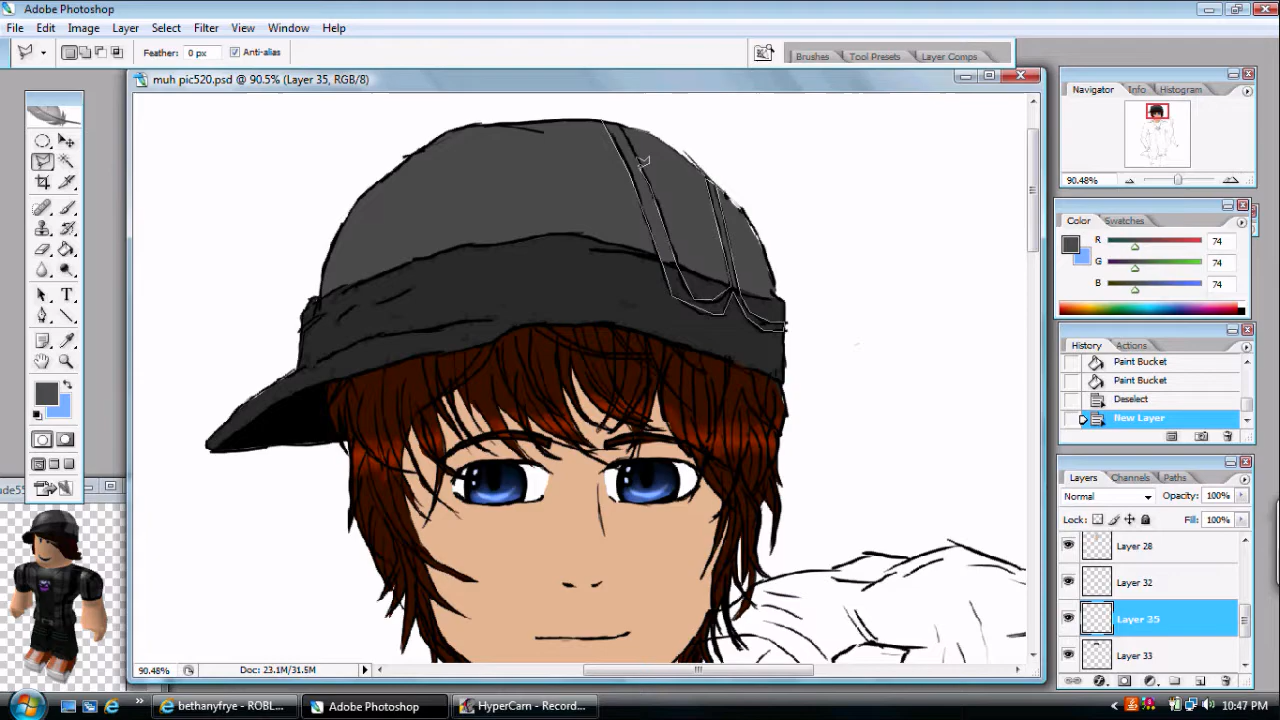 Adobe Photoshop
File Edit Image Layer Select Filter View Window Help
Feather: 0 px Anti-alias
Brushes Tool Presets Layer Comps
muh pic520.psd @ 90.5% (Layer 35, RGB/8)
Navigator Info Histogram
90.48%
Color Swatches
R 74
G 74
B 74
History Actions
Paint Bucket
Paint Bucket
Deselect
New Layer
Layers Channels Paths
Normal Opacity: 100%
Lock: Fill: 100%
Layer 28
Layer 32
Layer 35
Layer 33
90.48% Doc: 23.1M/31.5M
bethanyfrye - ROBL... Adobe Photoshop HyperCam - Record... 10:47 PM